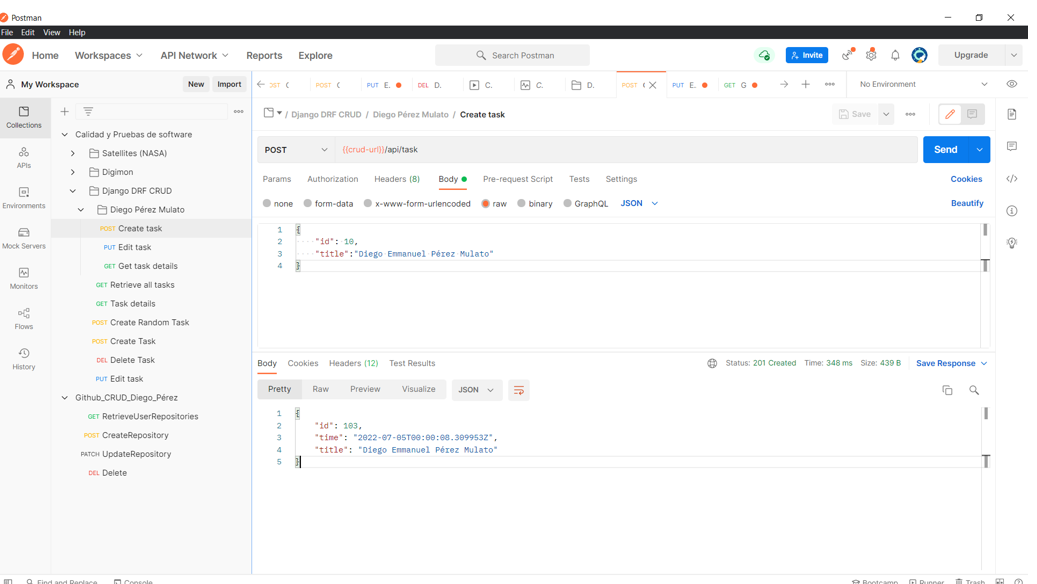 Postman
File Edit View Help
Home Workspaces API Network Reports Explore
Search Postman
Invite
Upgrade
My Workspace
New Import
POST C
PUT E.
DEL D.
C.
C.
D.
POST
PUT E.
GET G
No Environment
Collections
APIs
Environments
Mock Servers
Monitors
Flows
History
Calidad y Pruebas de software
Satellites (NASA)
Digimon
Django DRF CRUD
Diego Pérez Mulato
POST Create task
PUT Edit task
GET Get task details
GET Retrieve all tasks
GET Task details
POST Create Random Task
POST Create Task
DEL Delete Task
PUT Edit task
Github_CRUD_Diego_Pérez
GET RetrieveUserRepositories
POST CreateRepository
PATCH UpdateRepository
DEL Delete
/ Django DRF CRUD / Diego Pérez Mulato / Create task
Save
POST {{crud-url}}/api/task
Send
Params Authorization Headers (8) Body Pre-request Script Tests Settings
Cookies
none form-data x-www-form-urlencoded raw binary GraphQL JSON
Beautify
1 {
2 "id": 10,
3 "title":"Diego Emmanuel Pérez Mulato"
4 }
Body Cookies Headers (12) Test Results
Status: 201 Created Time: 348 ms Size: 439 B Save Response
Pretty Raw Preview Visualize JSON
1 {
2 "id": 103,
3 "time": "2022-07-05T00:00:08.309953Z",
4 "title": "Diego Emmanuel Pérez Mulato"
5 }
Find and Replace Console
Bootcamp Runner Trash